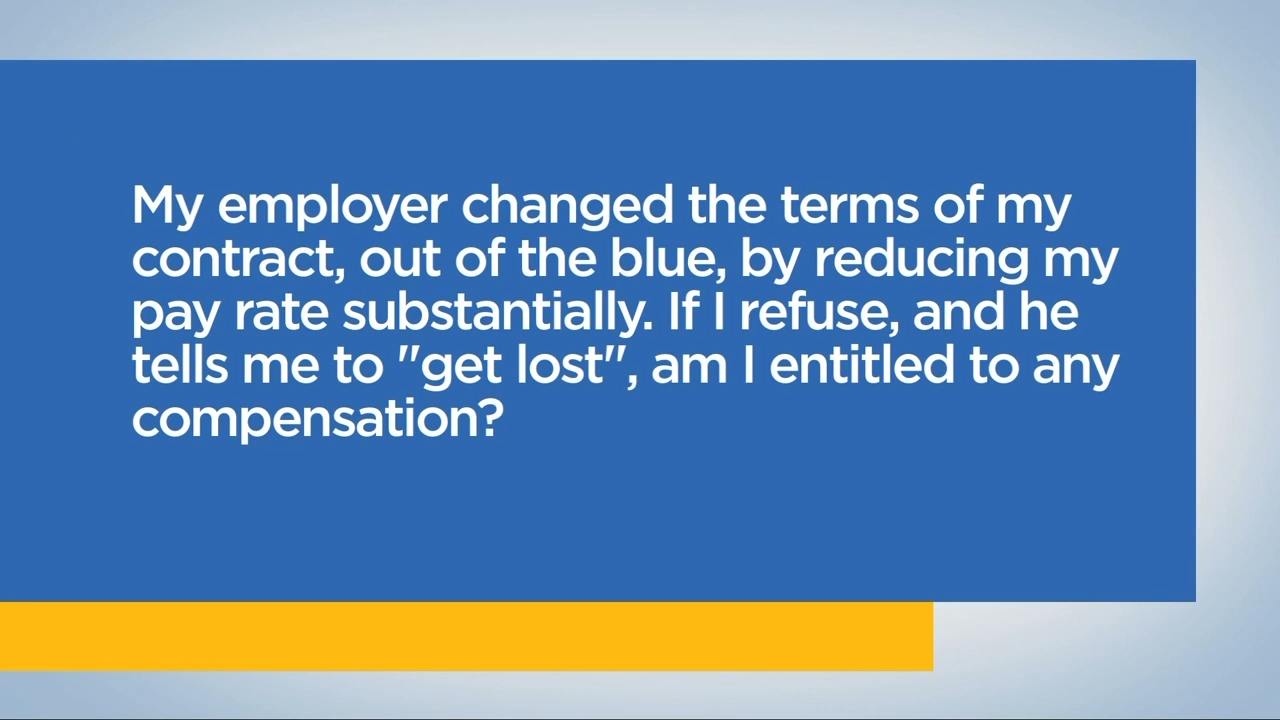 My employer changed the terms of my
contract, out of the blue, by reducing my
pay rate substantially. If I refuse, and he
tells me to "get lost", am I entitled to any
compensation?